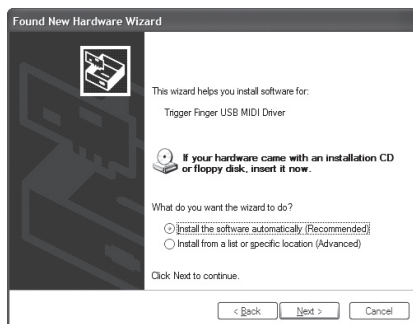 Found New Hardware Wizard
This wizard helps you install software for:
Trigger Finger USB MIDI Driver
If your hardware came with an installation CD
or floppy disk, insert it now.
What do you want the wizard to do?
Install the software automatically (Recommended)
Install from a list or specific location (Advanced)
Click Next to continue.
< Back
Next >
Cancel